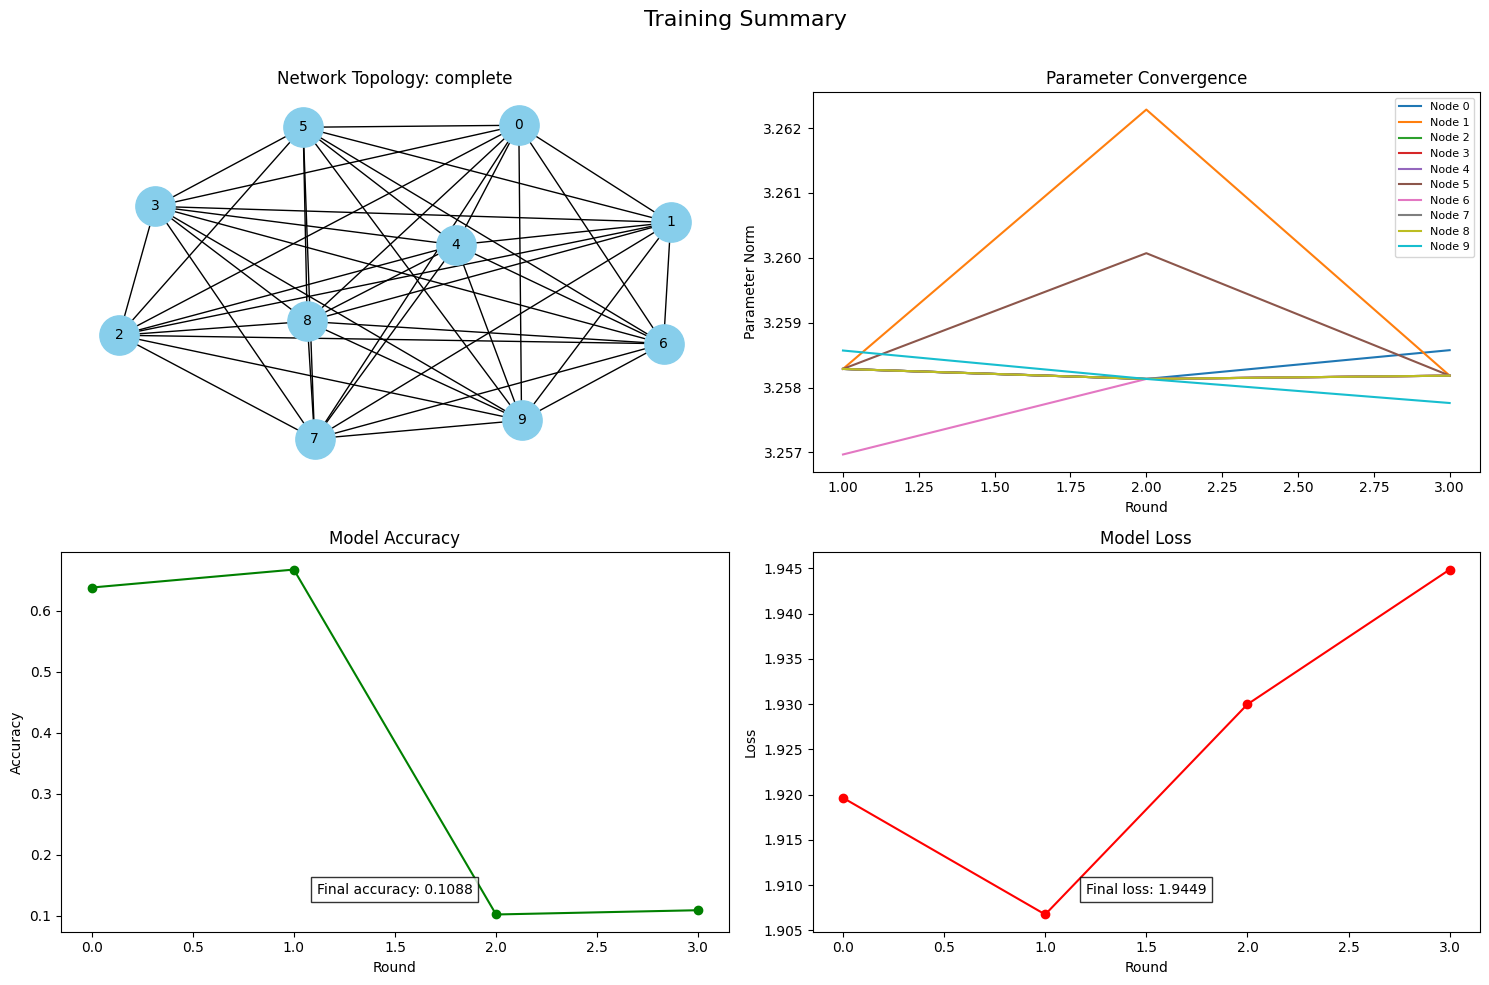 Training Summary
Network Topology: complete
5
0
3
1
4
8
2
6
9
7
Parameter Convergence
Parameter Norm
3.262
3.261
3.260
3.259
3.258
3.257
1.00 1.25 1.50 1.75 2.00 2.25 2.50 2.75 3.00
Round
Node 0
Node 1
Node 2
Node 3
Node 4
Node 5
Node 6
Node 7
Node 8
Node 9
Model Accuracy
Accuracy
0.6
0.5
0.4
0.3
0.2
0.1
Final accuracy: 0.1088
0.0 0.5 1.0 1.5 2.0 2.5 3.0
Round
Model Loss
Loss
1.945
1.940
1.935
1.930
1.925
1.920
1.915
1.910
1.905
Final loss: 1.9449
0.0 0.5 1.0 1.5 2.0 2.5 3.0
Round